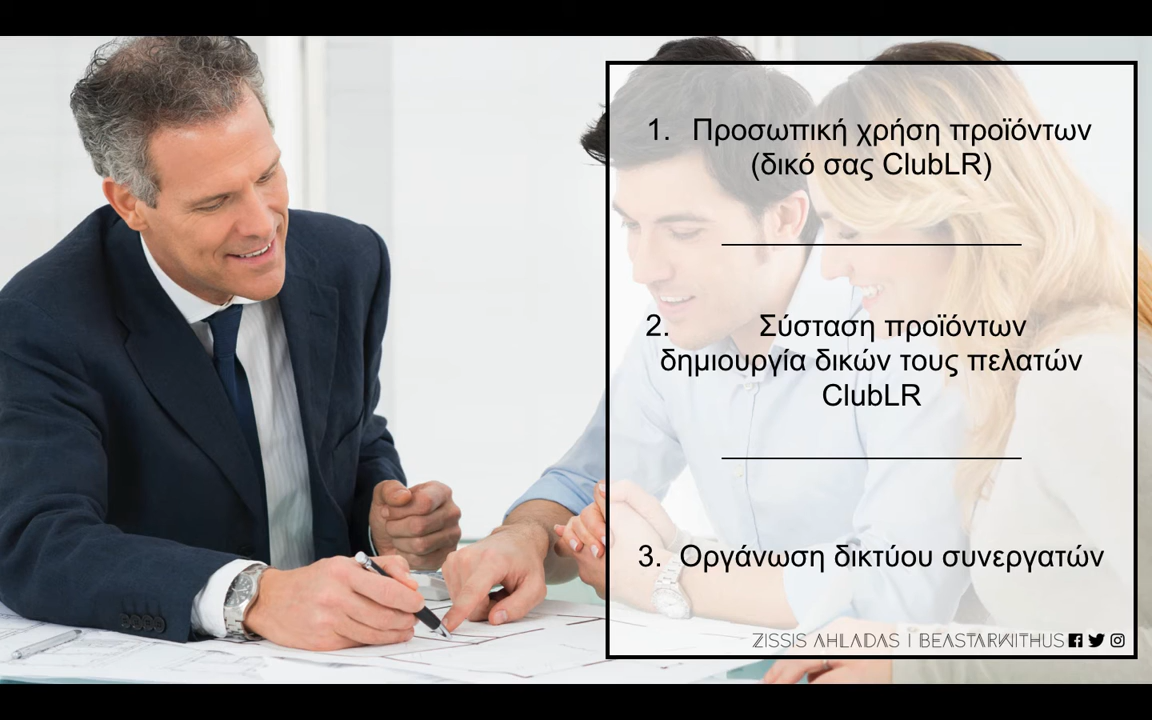 1. Προσωπική χρήση προϊόντων
(δικό σας ClubLR)
2. Σύσταση προϊόντων
δημιουργία δικών τους πελατών
ClubLR
3. Οργάνωση δικτύου συνεργατών
ZISSIS AHLADAS | BEASTARWITHUS